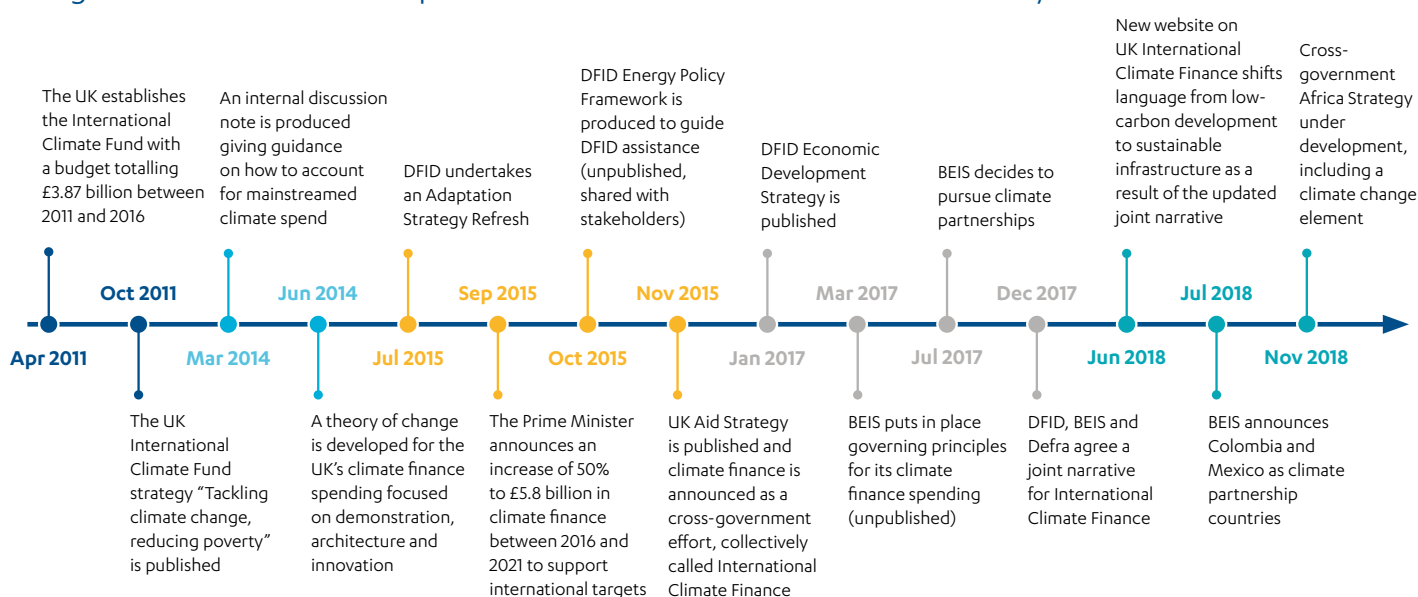 The UK establishes
the International
Climate Fund with
a budget totalling
£3.87 billion between
2011 and 2016
An internal discussion
note is produced
giving guidance
on how to account
for mainstreamed
climate spend
DFID undertakes
an Adaptation
Strategy Refresh
DFID Energy Policy
Framework is
produced to guide
DFID assistance
(unpublished,
shared with
stakeholders)
DFID Economic
Development
Strategy is
published
BEIS decides to
pursue climate
partnerships
New website on
UK International
Climate Finance shifts
language from low-
carbon development
to sustainable
infrastructure as a
result of the updated
joint narrative
Cross-
government
Africa Strategy
under
development,
including a
climate change
element
Oct 2011
Jun 2014
Sep 2015
Nov 2015
Mar 2017
Dec 2017
Jul 2018
Apr 2011
Mar 2014
Jul 2015
Oct 2015
Jan 2017
Jul 2017
Jun 2018
Nov 2018
The UK
International
Climate Fund
strategy “Tackling
climate change,
reducing poverty”
is published
A theory of change
is developed for the
UK’s climate finance
spending focused
on demonstration,
architecture and
innovation
The Prime Minister
announces an
increase of 50%
to £5.8 billion in
climate finance
between 2016 and
2021 to support
international targets
UK Aid Strategy
is published and
climate finance is
announced as a
cross-government
effort, collectively
called International
Climate Finance
BEIS puts in place
governing principles
for its climate
finance spending
(unpublished)
DFID, BEIS and
Defra agree a
joint narrative
for International
Climate Finance
BEIS announces
Colombia and
Mexico as climate
partnership
countries